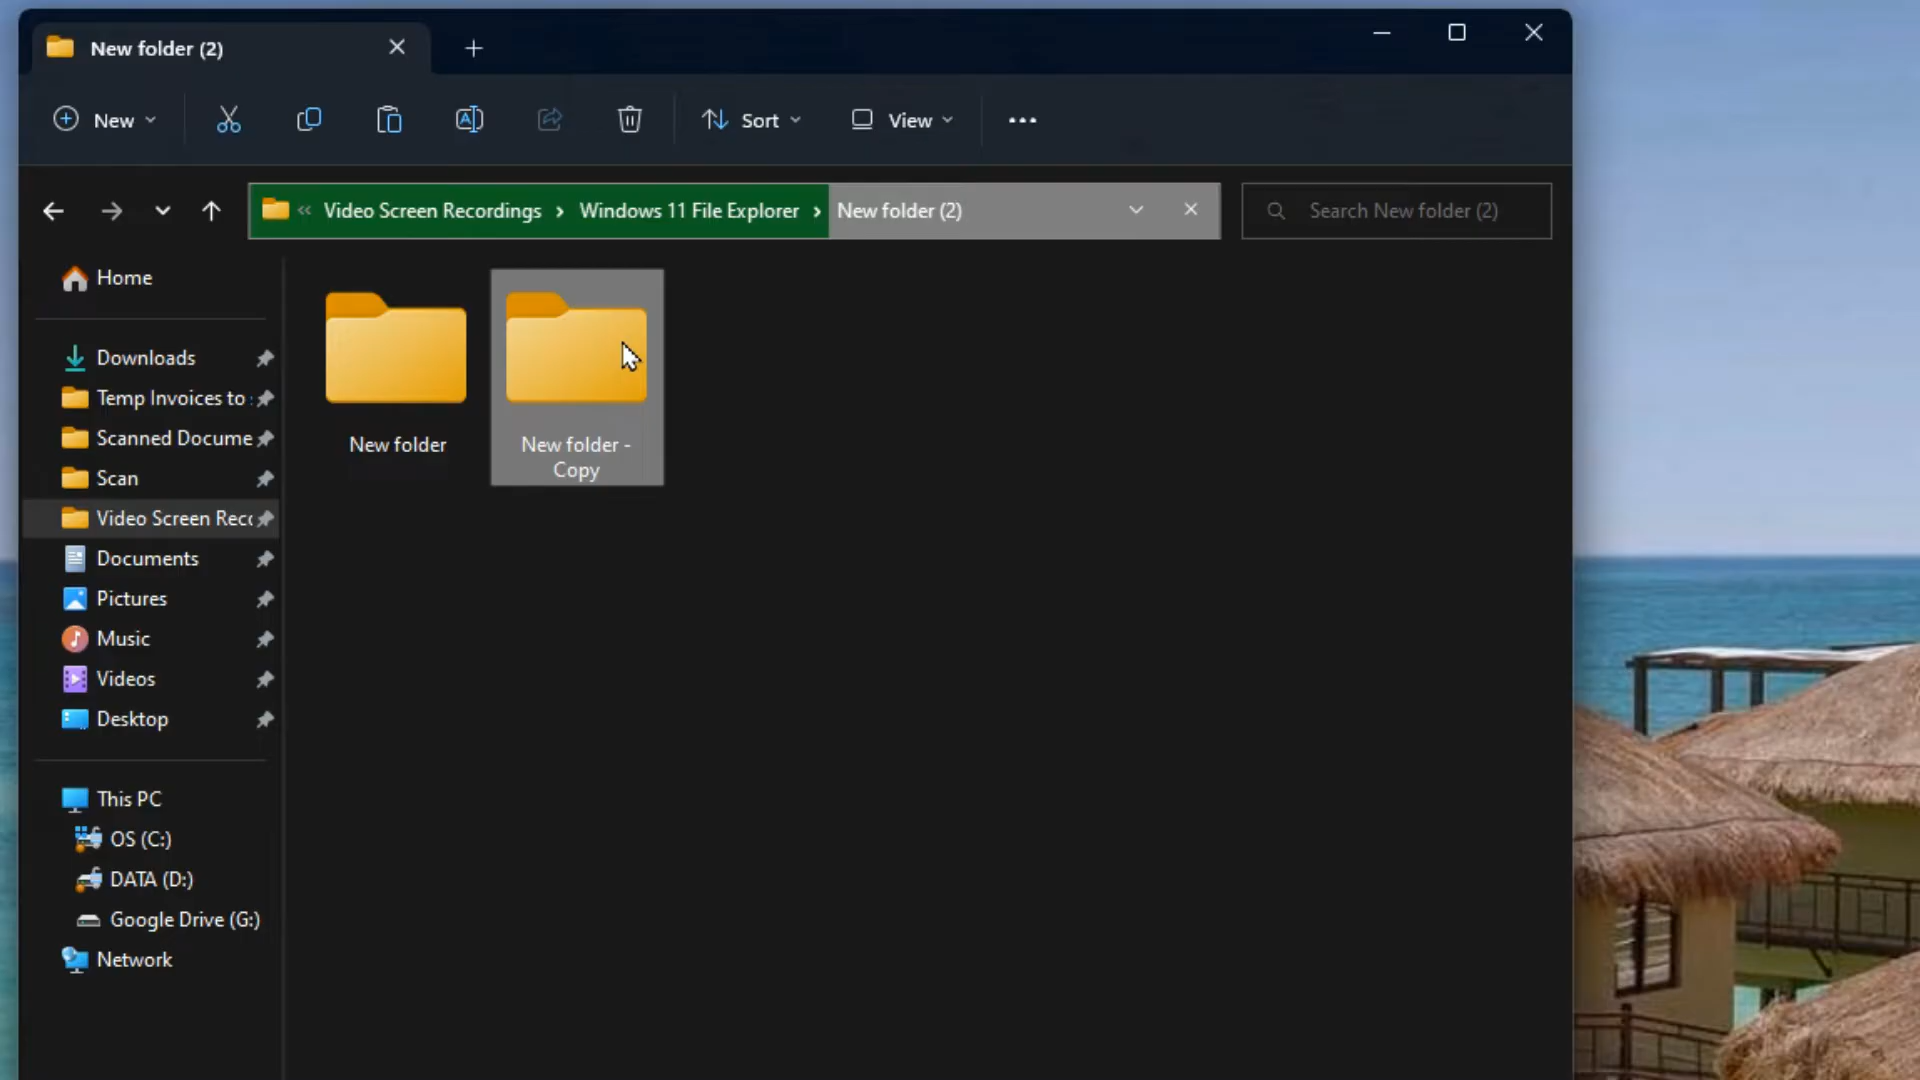 New folder (2)
New
Sort
View
Video Screen Recordings
Windows 11 File Explorer
New folder (2)
Search New folder (2)
Home
Downloads
Temp Invoices to
Scanned Docume
Scan
Video Screen Rec
Documents
Pictures
Music
Videos
Desktop
This PC
OS (C:)
DATA (D:)
Google Drive (G:)
Network
New folder
New folder -
Copy